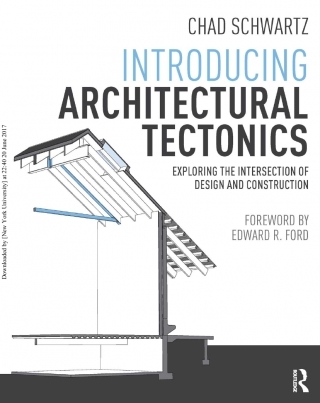 CHAD SCHWARTZ
INTRODUCING
ARCHITECTURAL
TECTONICS
EXPLORING THE INTERSECTION OF
DESIGN AND CONSTRUCTION
FOREWORD BY
EDWARD R. FORD
Downloaded by [New York University] at 22:40 20 June 2017
R
ROUTLEDGE